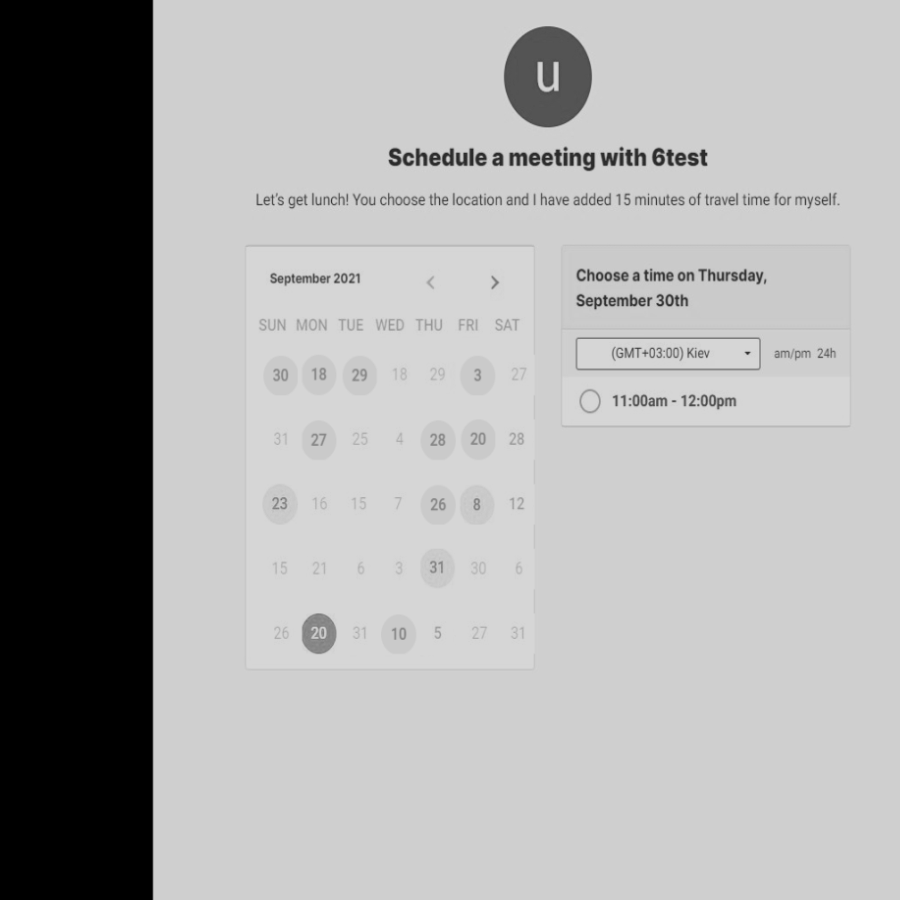 u
Schedule a meeting with 6test
Let's get lunch! You choose the location and I have added 15 minutes of travel time for myself.
September 2021
SUN MON TUE WED THU FRI SAT
30 18 29 18 29 3 27
31 27 25 4 28 20 28
23 16 15 7 26 8 12
15 21 6 3 31 30 6
26 20 31 10 5 27 31
Choose a time on Thursday,
September 30th
(GMT+03:00) Kiev am/pm 24h
11:00am - 12:00pm